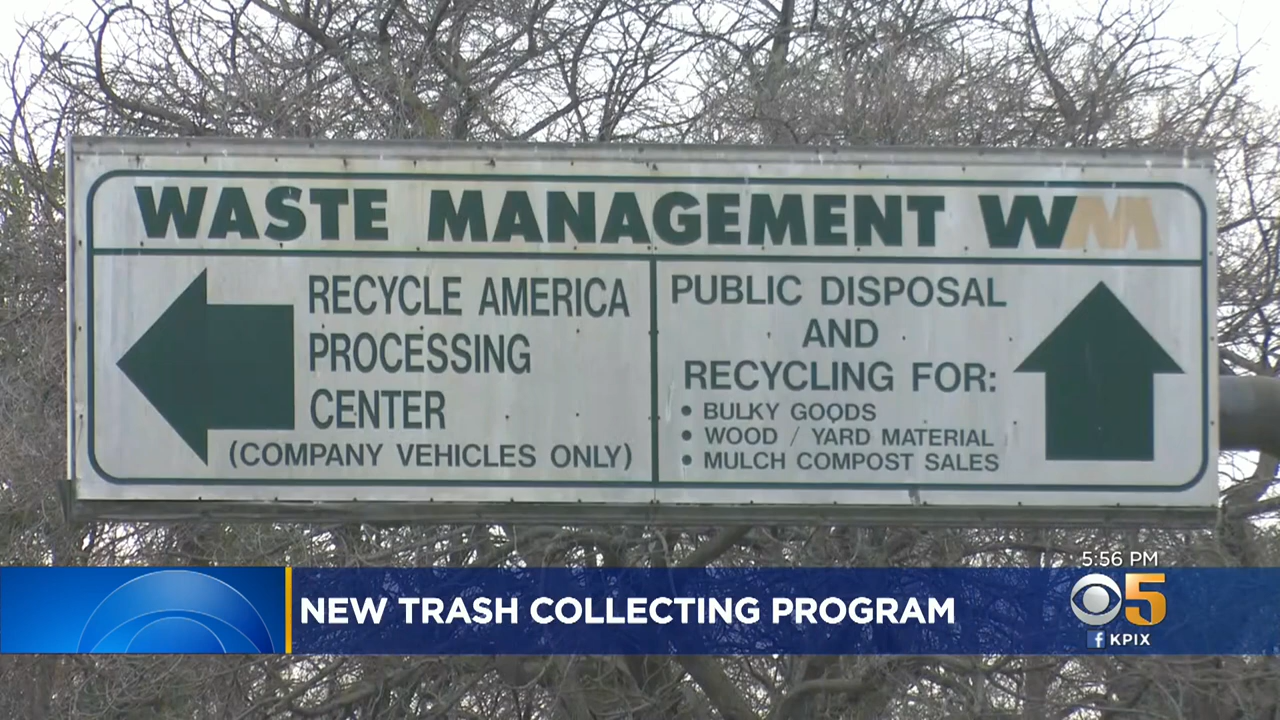 WASTE MANAGEMENT WM
RECYCLE AMERICA
PROCESSING
CENTER
(COMPANY VEHICLES ONLY)
PUBLIC DISPOSAL
AND
RECYCLING FOR:
• BULKY GOODS
• WOOD / YARD MATERIAL
• MULCH COMPOST SALES
5:56 PM
NEW TRASH COLLECTING PROGRAM
5
f KPIX